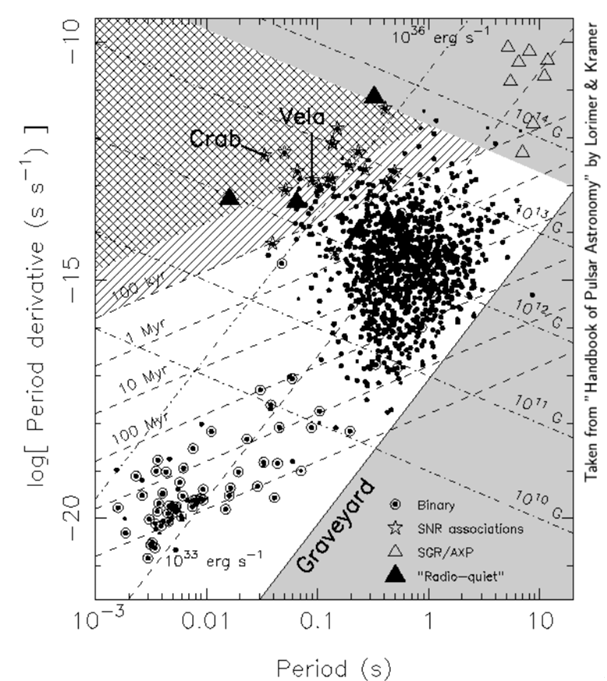 −10
−15
−20
log[ Period derivative (s s⁻¹) ]
10³⁶ erg s⁻¹
Vela
Crab
10¹⁴ G
10¹³ G
10¹² G
10¹¹ G
10¹⁰ G
100 kyr
1 Myr
10 Myr
100 Myr
10³³ erg s⁻¹
Graveyard
Binary
SNR associations
SGR/AXP
"Radio−quiet"
10⁻³
0.01
0.1
1
10
Period (s)
Taken from "Handbook of Pulsar Astronomy" by Lorimer & Kramer